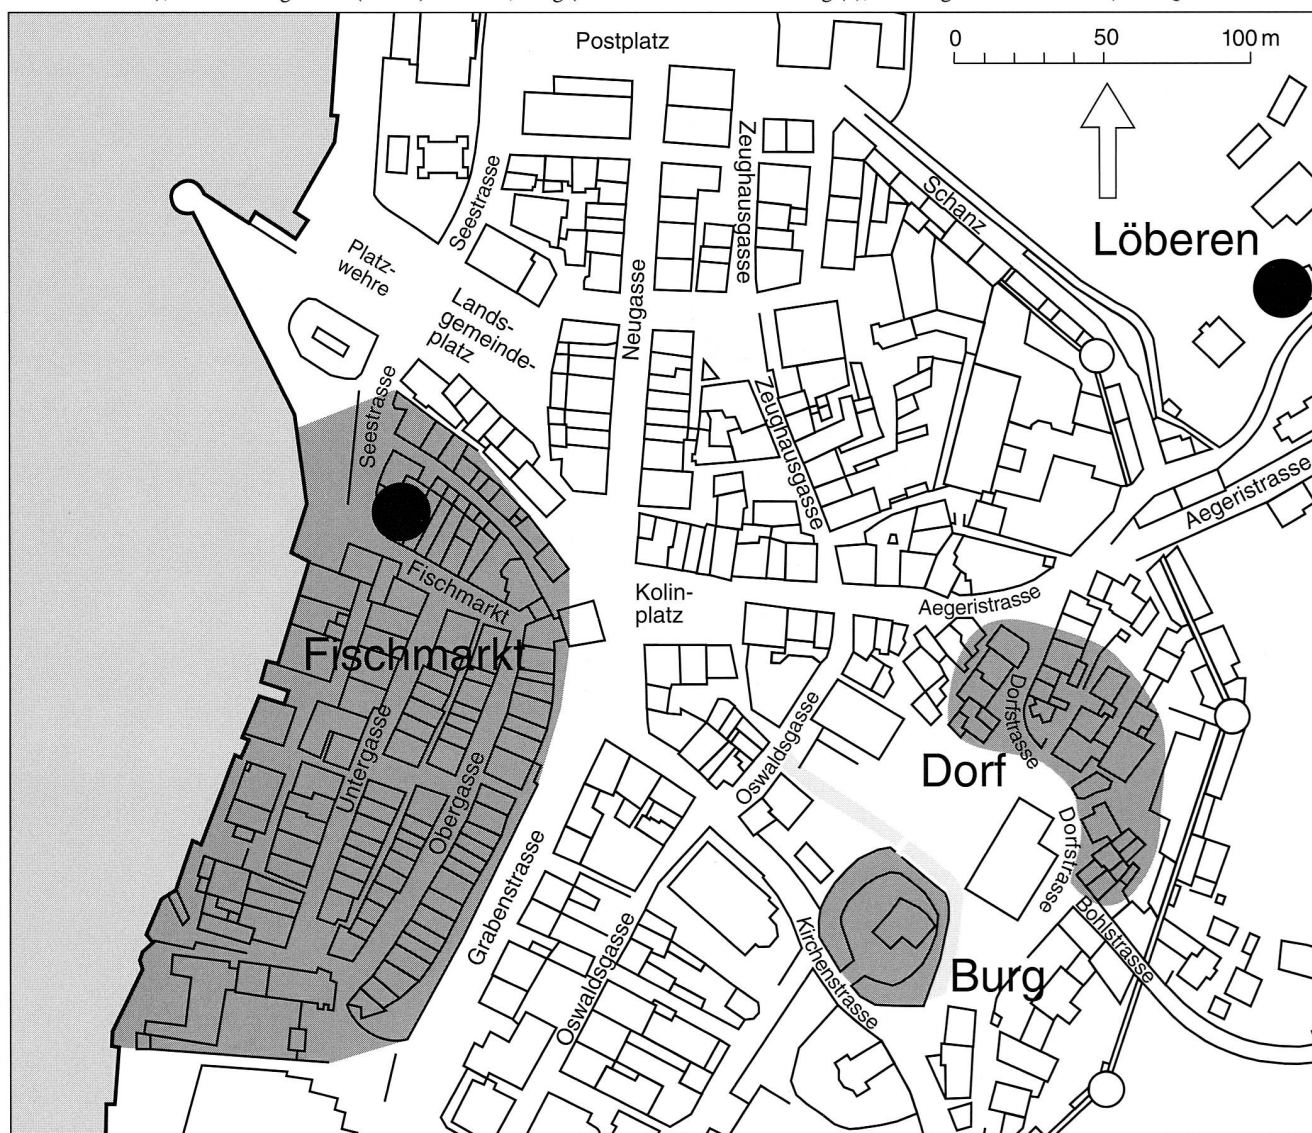 Postplatz
0 50 100 m
Zeughausgasse
Seestrasse
Schanz
Löberen
Platz-
wehre
Lands-
gemeinde-
platz
Neugasse
Seestrasse
Zeughausgasse
Aegeristrasse
Fischmarkt
Kolin-
platz
Aegeristrasse
Fischmarkt
Dorfstrasse
Untergasse
Obergasse
Oswaldsgasse
Dorf
Dorfstrasse
Grabenstrasse
Oswaldsgasse
Kirchenstrasse
Bohlstrasse
Burg